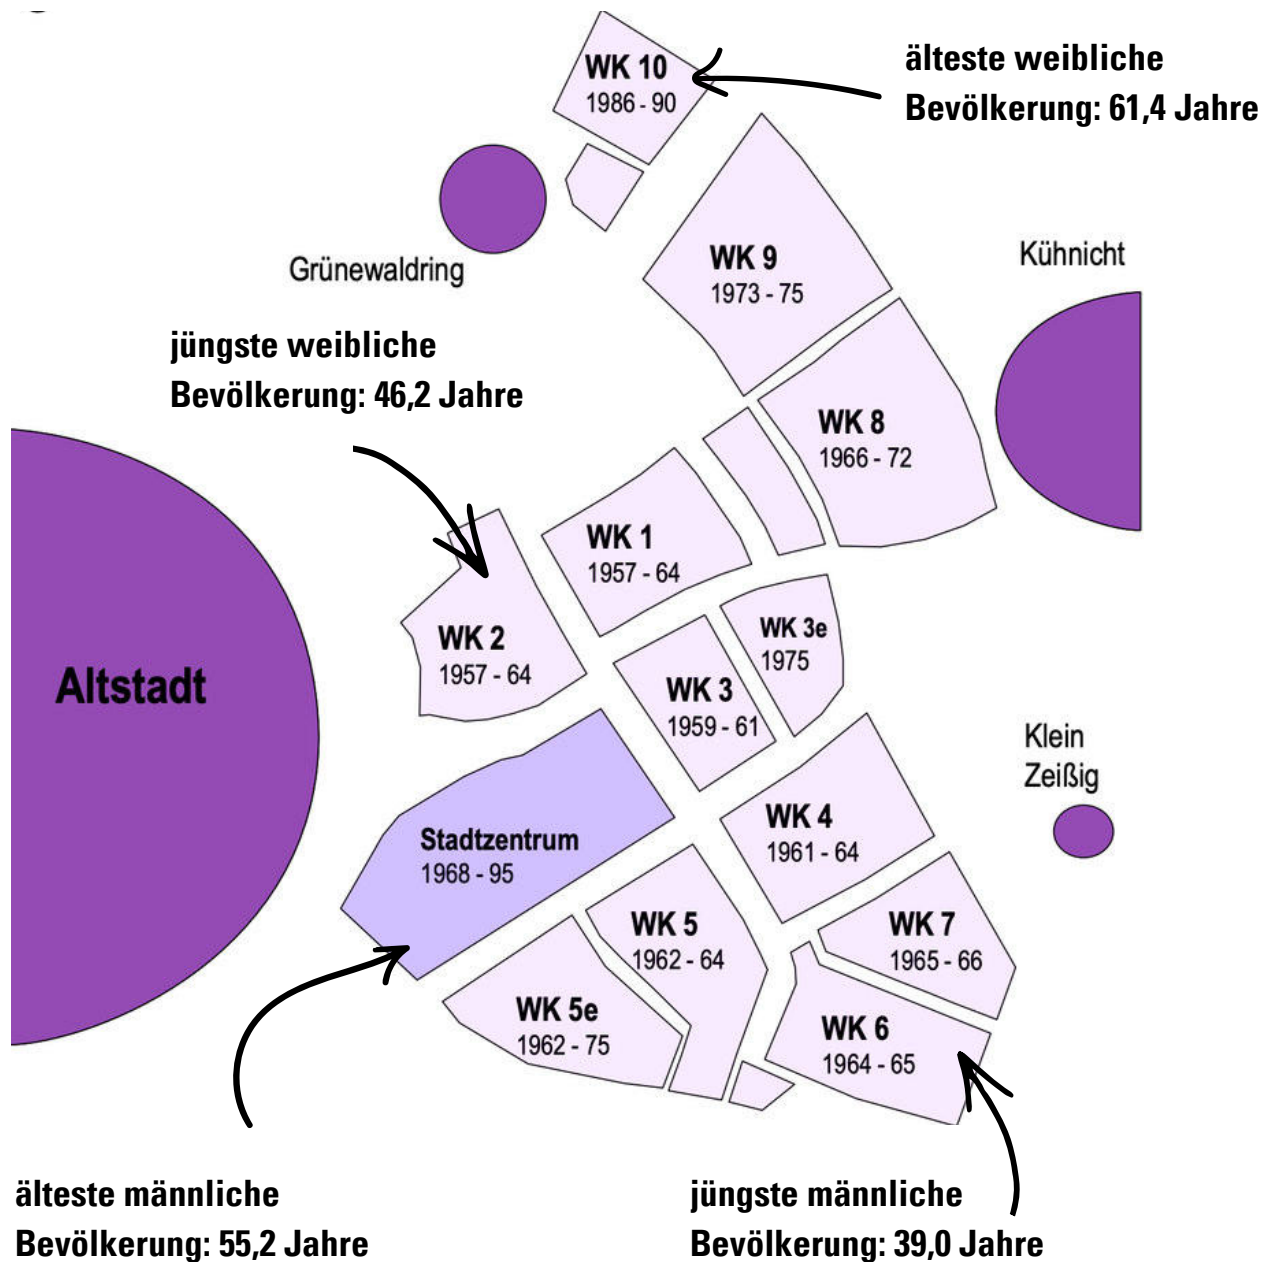 WK 10
1986 - 90
älteste weibliche
Bevölkerung: 61,4 Jahre
Grünewaldring
WK 9
1973 - 75
Kühnicht
jüngste weibliche
Bevölkerung: 46,2 Jahre
WK 8
1966 - 72
WK 1
1957 - 64
WK 2
1957 - 64
WK 3e
1975
Altstadt
WK 3
1959 - 61
Klein
Zeißig
Stadtzentrum
1968 - 95
WK 4
1961 - 64
WK 5
1962 - 64
WK 7
1965 - 66
WK 5e
1962 - 75
WK 6
1964 - 65
älteste männliche
Bevölkerung: 55,2 Jahre
jüngste männliche
Bevölkerung: 39,0 Jahre